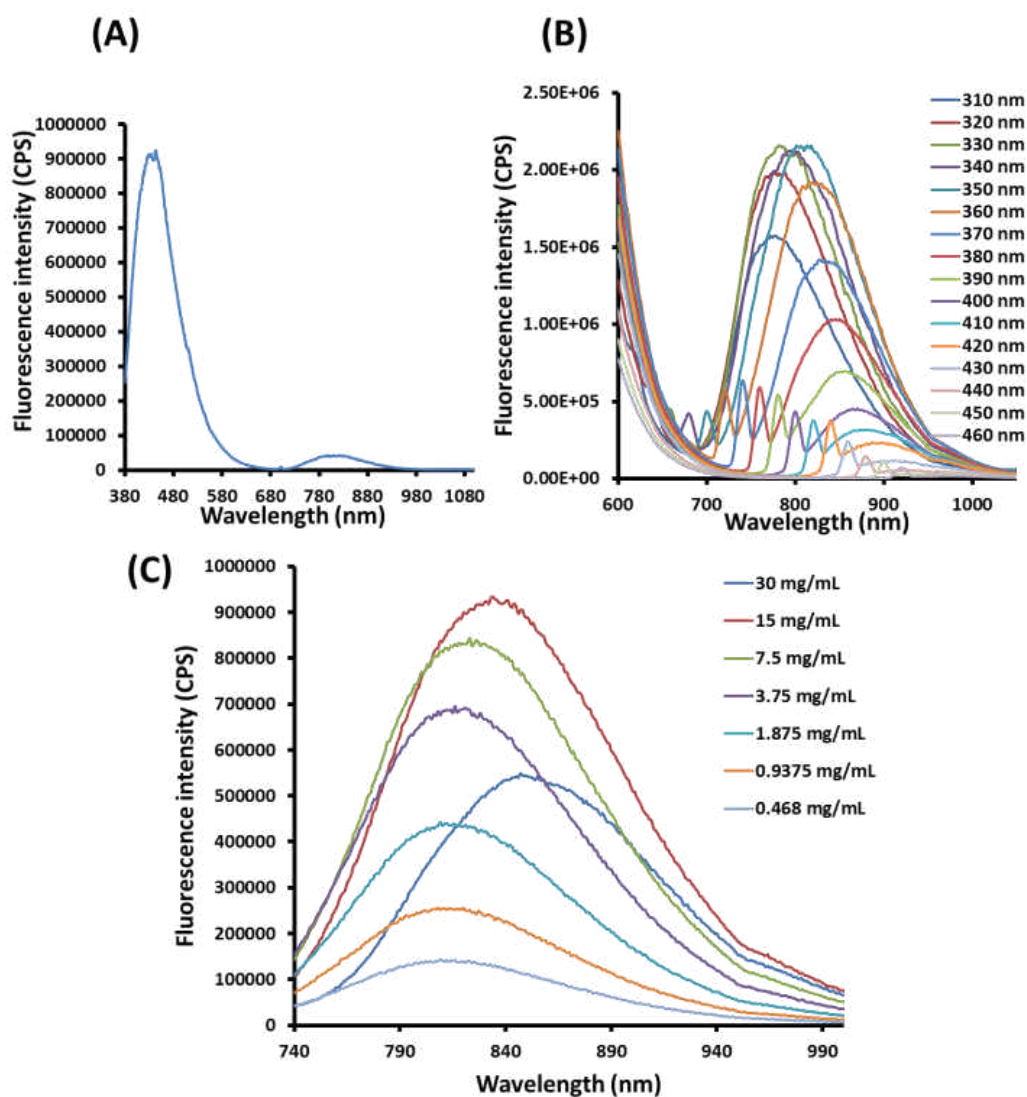 (A)
1000000
900000
800000
700000
600000
500000
400000
300000
200000
100000
0
380 480 580 680 780 880 980 1080
Fluorescence intensity (CPS)
Wavelength (nm)
(B)
2.50E+06
2.00E+06
1.50E+06
1.00E+06
5.00E+05
0.00E+00
600 700 800 900 1000
Fluorescence intensity (CPS)
Wavelength (nm)
310 nm
320 nm
330 nm
340 nm
350 nm
360 nm
370 nm
380 nm
390 nm
400 nm
410 nm
420 nm
430 nm
440 nm
450 nm
460 nm
(C)
1000000
900000
800000
700000
600000
500000
400000
300000
200000
100000
0
740 790 840 890 940 990
Fluorescence intensity (CPS)
Wavelength (nm)
30 mg/mL
15 mg/mL
7.5 mg/mL
3.75 mg/mL
1.875 mg/mL
0.9375 mg/mL
0.468 mg/mL